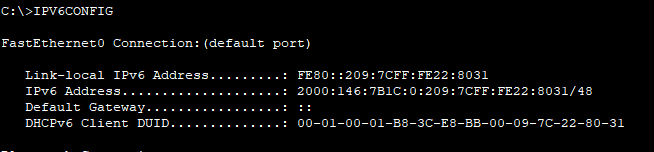 C:\>IPV6CONFIG
FastEthernet0 Connection:(default port)
Link-local IPv6 Address.........: FE80::209:7CFF:FE22:8031
IPv6 Address....................: 2000:146:7B1C:0:209:7CFF:FE22:8031/48
Default Gateway.................: ::
DHCPv6 Client DUID..............: 00-01-00-01-B8-3C-E8-BB-00-09-7C-22-80-31